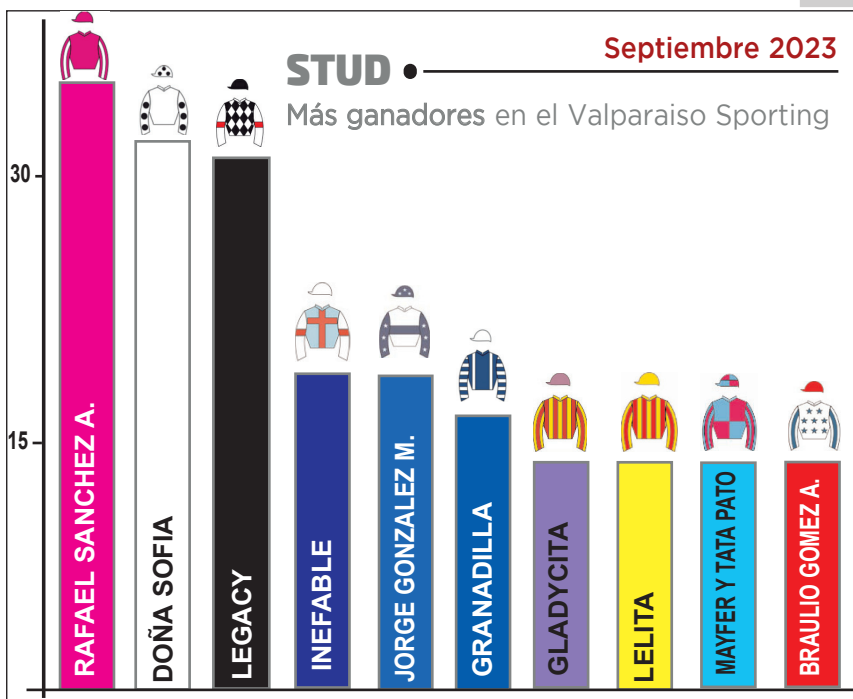 Septiembre 2023
STUD
Más ganadores en el Valparaiso Sporting
30
15
RAFAEL SANCHEZ A.
DOÑA SOFIA
LEGACY
INEFABLE
JORGE GONZALEZ M.
GRANADILLA
GLADYCITA
LELITA
MAYFER Y TATA PATO
BRAULIO GOMEZ A.